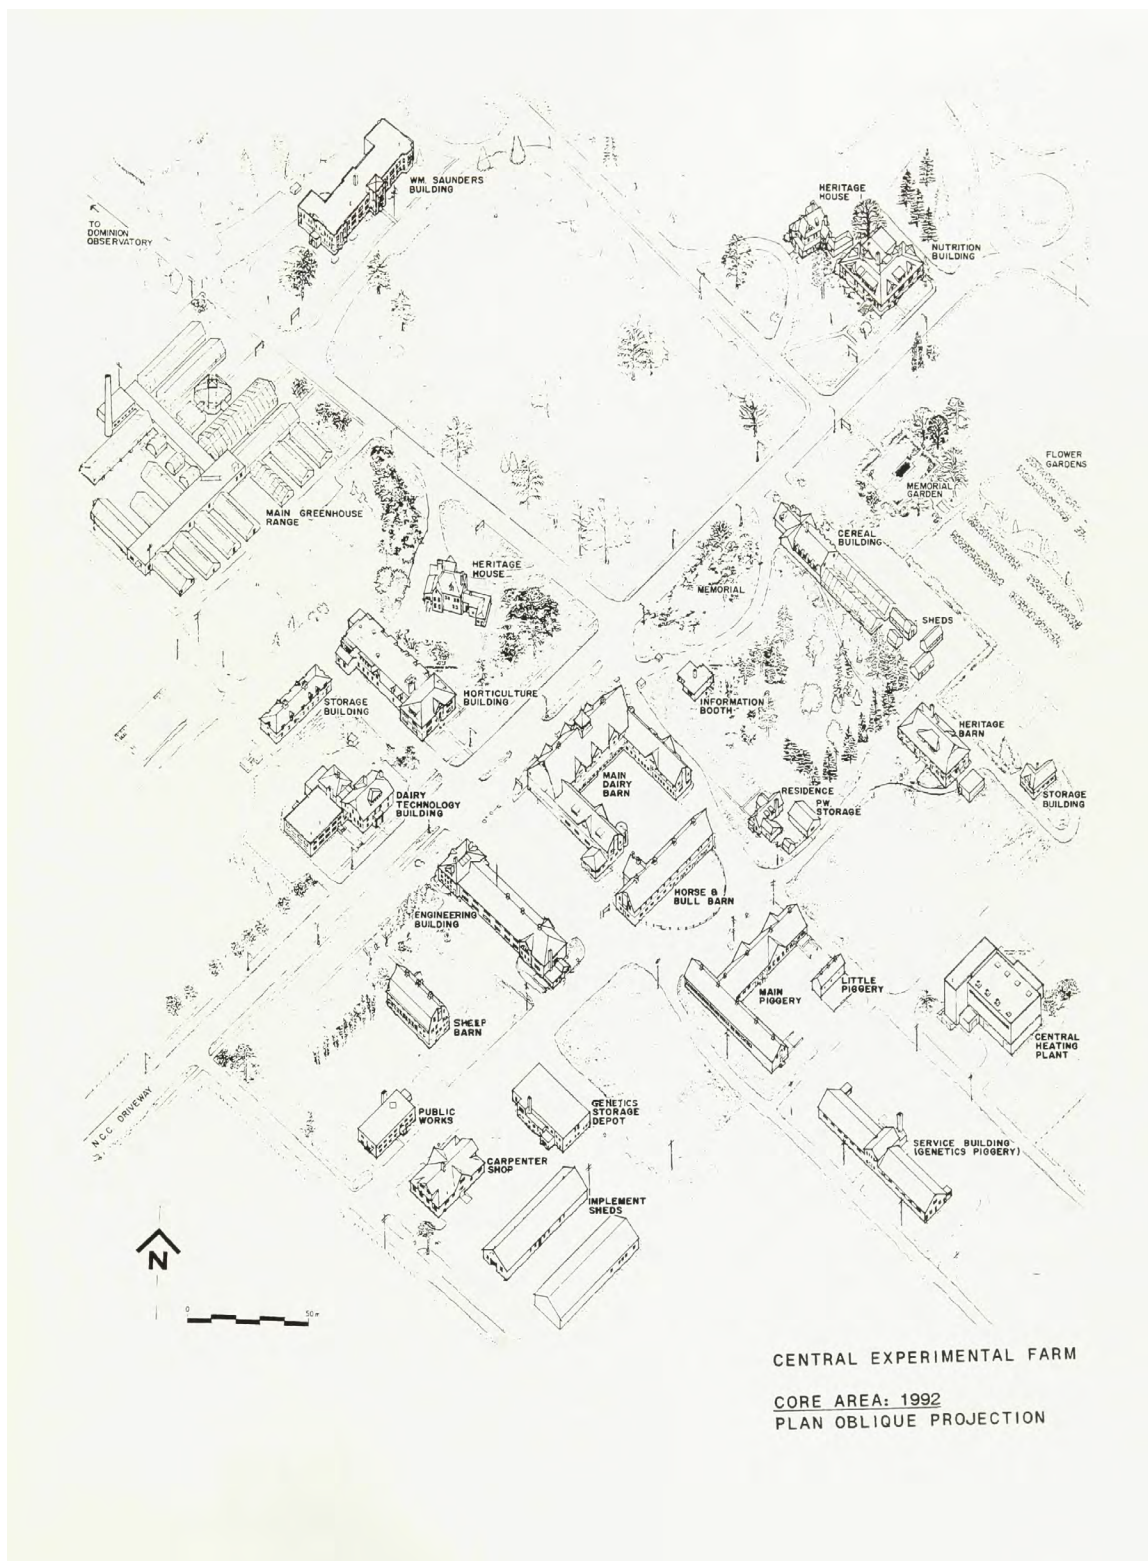 WM. SAUNDERS
BUILDING
HERITAGE
HOUSE
TO
DOMINION
OBSERVATORY
NUTRITION
BUILDING
FLOWER
GARDENS
MEMORIAL
GARDEN
MAIN GREENHOUSE
RANGE
CEREAL
BUILDING
HERITAGE
HOUSE
MEMORIAL
SHEDS
STORAGE
BUILDING
HORTICULTURE
BUILDING
INFORMATION
BOOTH
HERITAGE
BARN
MAIN
DAIRY
BARN
DAIRY
TECHNOLOGY
BUILDING
RESIDENCE
PW
STORAGE
STORAGE
BUILDING
HORSE &
BULL BARN
ENGINEERING
BUILDING
MAIN
PIGGERY
LITTLE
PIGGERY
SHEEP
BARN
CENTRAL
HEATING
PLANT
N.C.C. DRIVEWAY
PUBLIC
WORKS
GENETICS
STORAGE
DEPOT
SERVICE BUILDING
(GENETICS PIGGERY)
CARPENTER
SHOP
IMPLEMENT
SHEDS
N
0 50 m
CENTRAL EXPERIMENTAL FARM
CORE AREA: 1992
PLAN OBLIQUE PROJECTION